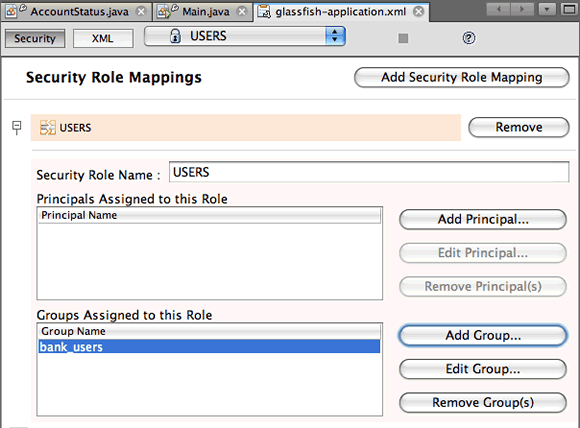 AccountStatus.java Main.java glassfish-application.xml
Security XML USERS
Security Role Mappings Add Security Role Mapping
USERS Remove
Security Role Name : USERS
Principals Assigned to this Role
Principal Name
Add Principal...
Edit Principal...
Remove Principal(s)
Groups Assigned to this Role
Group Name
bank_users
Add Group...
Edit Group...
Remove Group(s)